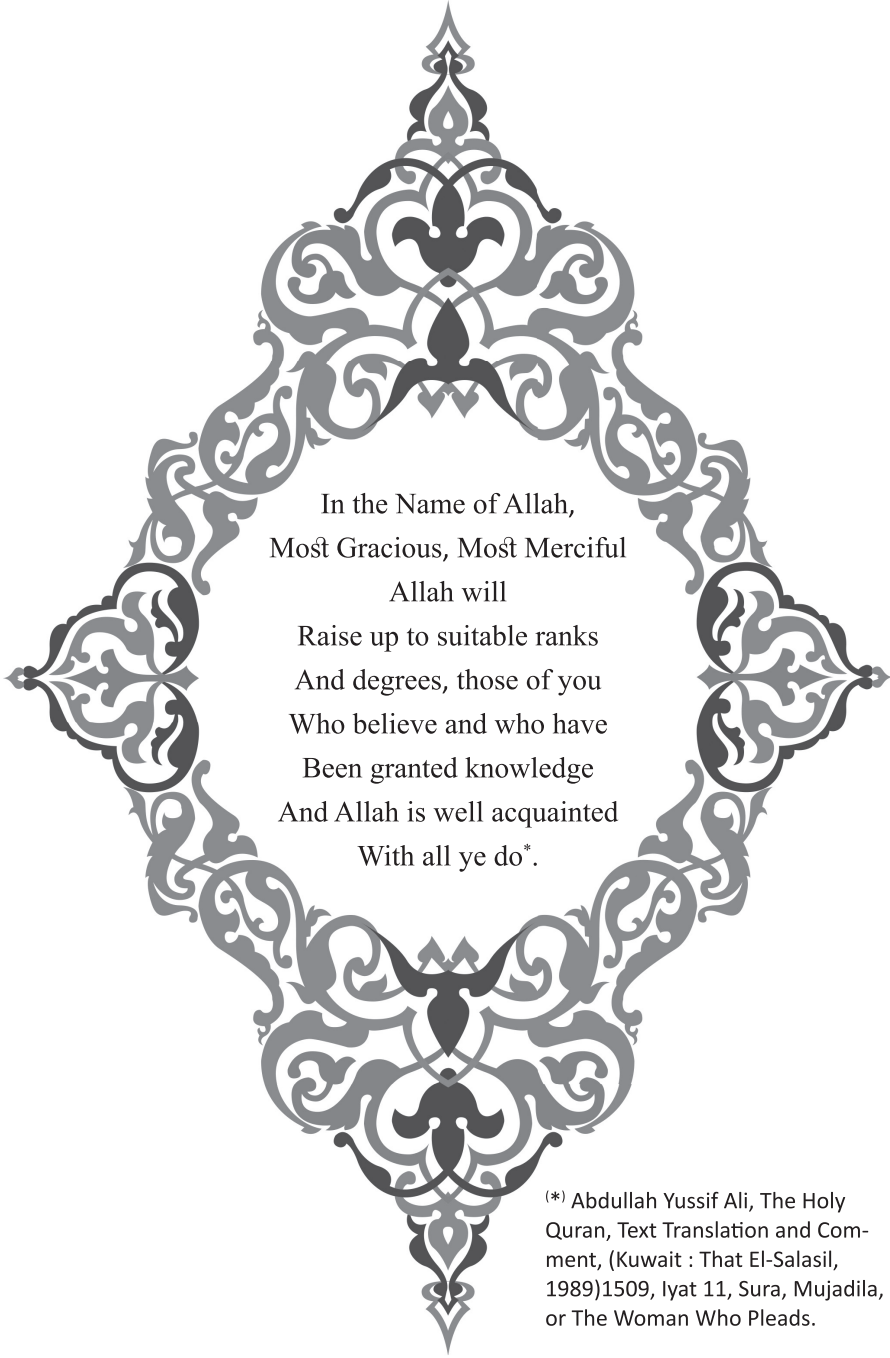 In the Name of Allah,
Most Gracious, Most Merciful
Allah will
Raise up to suitable ranks
And degrees, those of you
Who believe and who have
Been granted knowledge
And Allah is well acquainted
With all ye do*.
(*) Abdullah Yussif Ali, The Holy
Quran, Text Translation and Com-
ment, (Kuwait : That El-Salasil,
1989)1509, Iyat 11, Sura, Mujadila,
or The Woman Who Pleads.